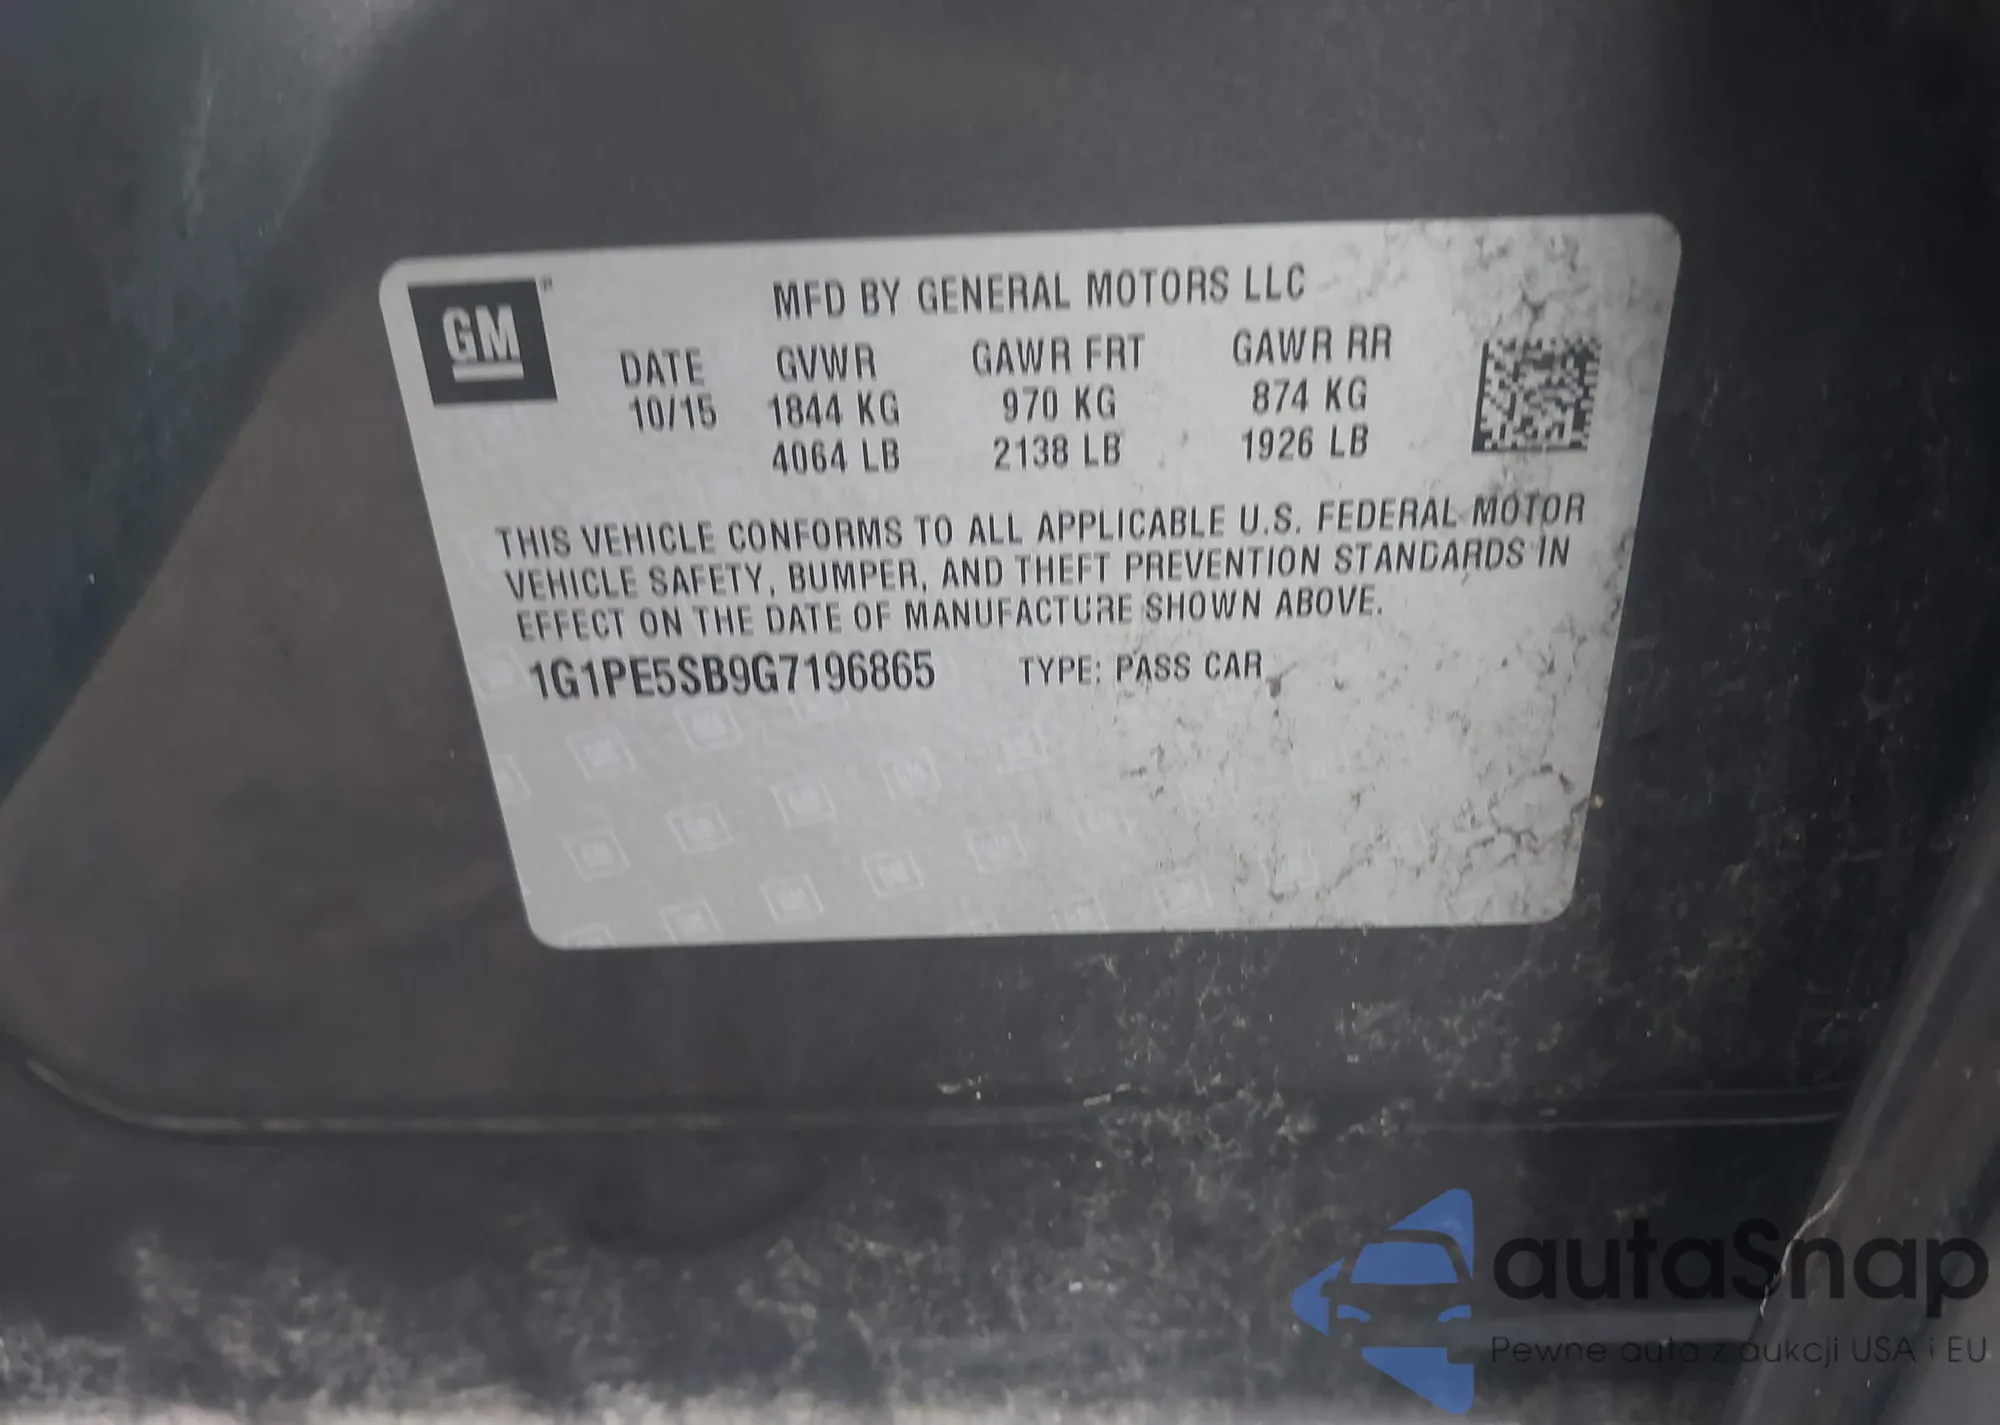 GM
MFD BY GENERAL MOTORS LLC
DATE GVWR GAWR FRT GAWR RR
10/15 1844 KG 970 KG 874 KG
4064 LB 2138 LB 1926 LB
THIS VEHICLE CONFORMS TO ALL APPLICABLE U.S. FEDERAL MOTOR
VEHICLE SAFETY, BUMPER, AND THEFT PREVENTION STANDARDS IN
EFFECT ON THE DATE OF MANUFACTURE SHOWN ABOVE.
1G1PE5SB9G7196865 TYPE: PASS CAR
autaSnap
Pewne auta z aukcji USA i EU